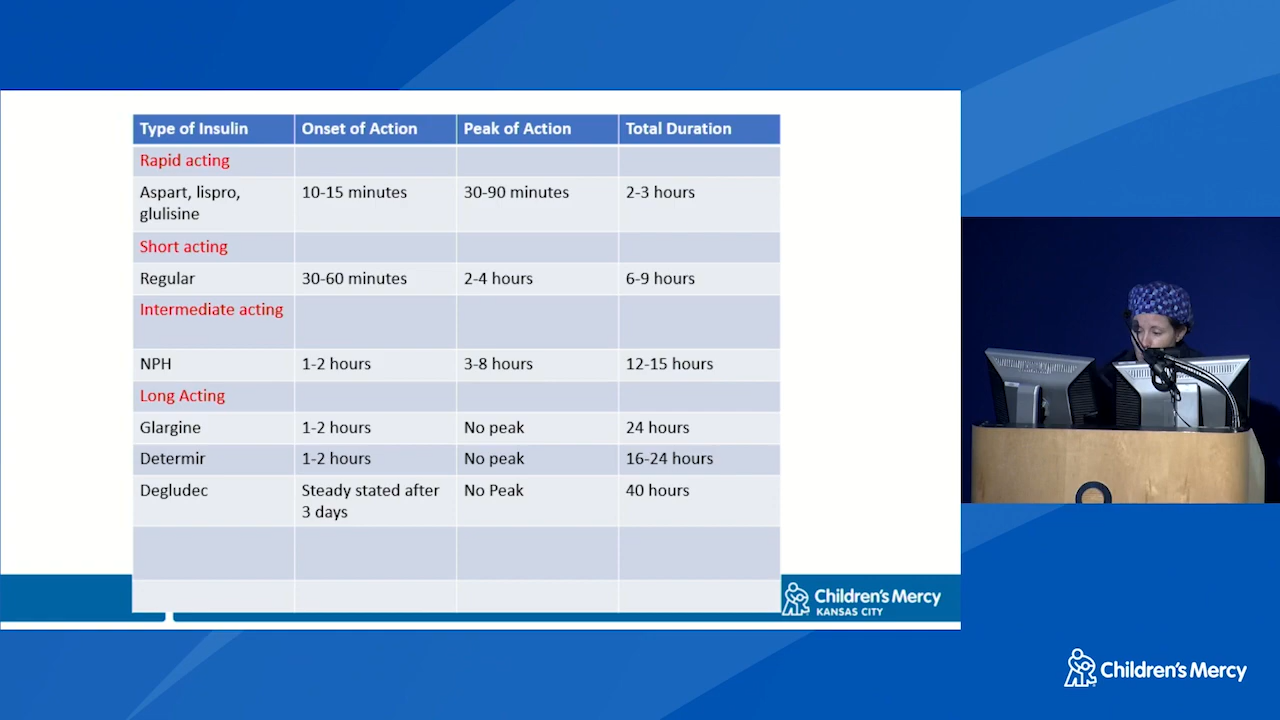 Type of Insulin Onset of Action Peak of Action Total Duration
Rapid acting
Aspart, lispro, glulisine 10-15 minutes 30-90 minutes 2-3 hours
Short acting
Regular 30-60 minutes 2-4 hours 6-9 hours
Intermediate acting
NPH 1-2 hours 3-8 hours 12-15 hours
Long Acting
Glargine 1-2 hours No peak 24 hours
Determir 1-2 hours No peak 16-24 hours
Degludec Steady stated after 3 days No Peak 40 hours
Children's Mercy
KANSAS CITY
Children's Mercy